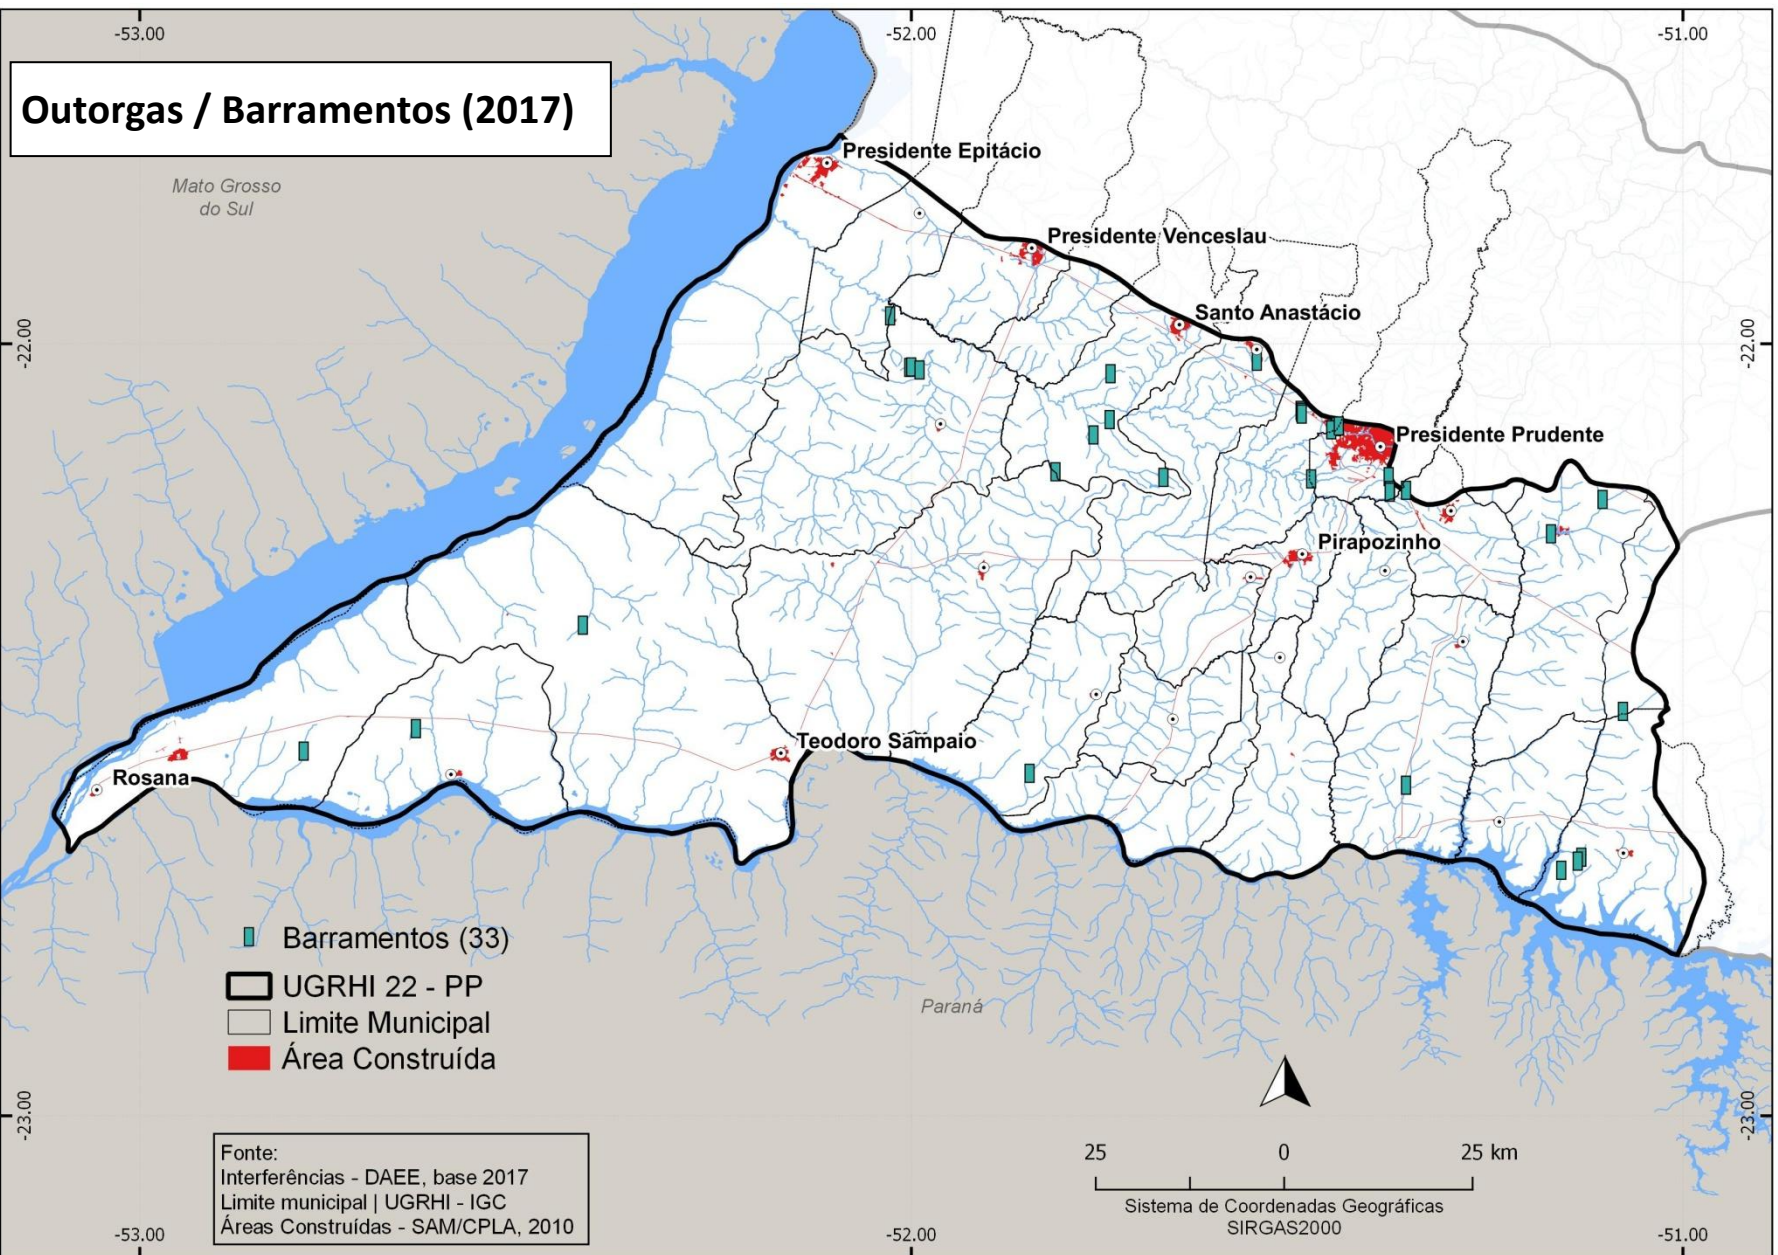 -53.00
-52.00
-51.00
Outorgas / Barramentos (2017)
Mato Grosso
do Sul
Presidente Epitácio
Presidente Venceslau
Santo Anastácio
-22.00
-22.00
Presidente Prudente
Pirapozinho
Teodoro Sampaio
Rosana
Barramentos (33)
UGRHI 22 - PP
Limite Municipal
Área Construída
Paraná
-23.00
-23.00
Fonte:
Interferências - DAEE, base 2017
Limite municipal | UGRHI - IGC
Áreas Construídas - SAM/CPLA, 2010
25 0 25 km
Sistema de Coordenadas Geográficas
SIRGAS2000
-53.00
-52.00
-51.00